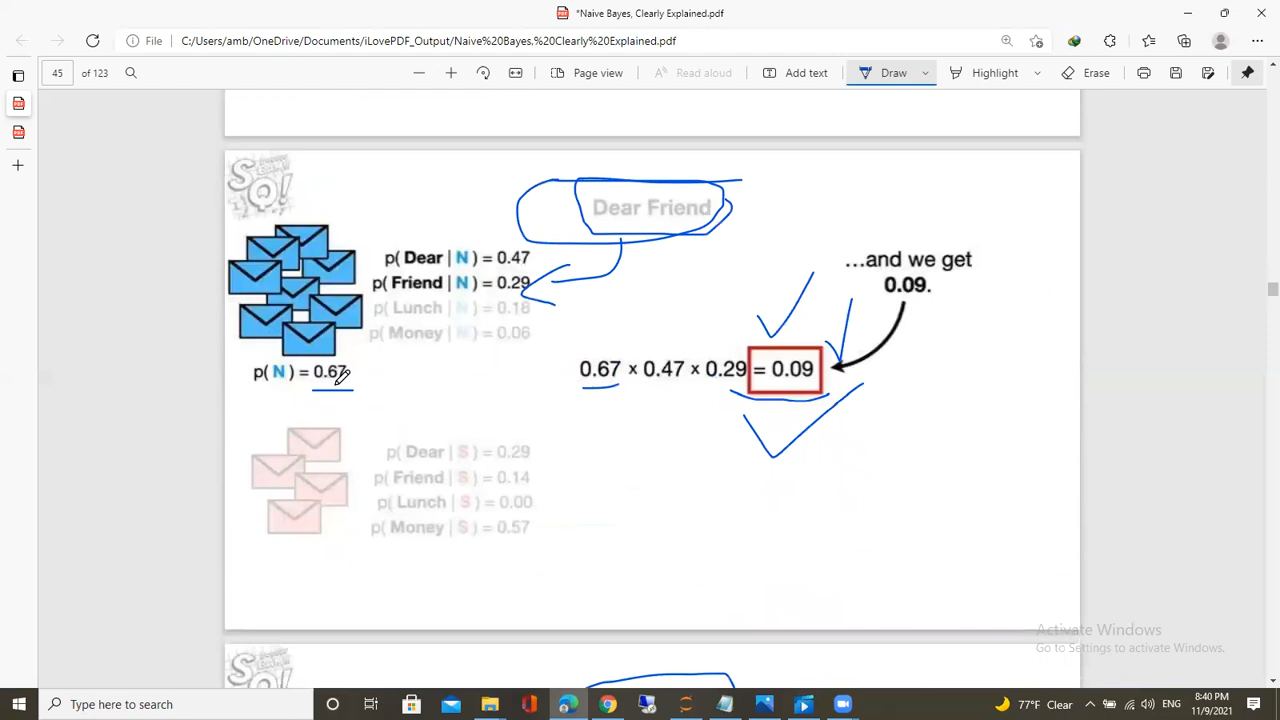 *Naive Bayes, Clearly Explained.pdf
File C:/Users/amb/OneDrive/Documents/iLovePDF_Output/Naive%20Bayes,%20Clearly%20Explained.pdf
45 of 123 Page view Read aloud Add text Draw Highlight Erase
SQ!
Dear Friend
p( Dear | N ) = 0.47
p( Friend | N ) = 0.29
p( Lunch | N ) = 0.18
p( Money | N ) = 0.06
p( N ) = 0.67
…and we get
0.09.
0.67 × 0.47 × 0.29 = 0.09
p( Dear | S ) = 0.29
p( Friend | S ) = 0.14
p( Lunch | S ) = 0.00
p( Money | S ) = 0.57
Activate Windows
Go to Settings to activate Windows.
SQ!
Type here to search
77°F Clear
8:40 PM
11/9/2021